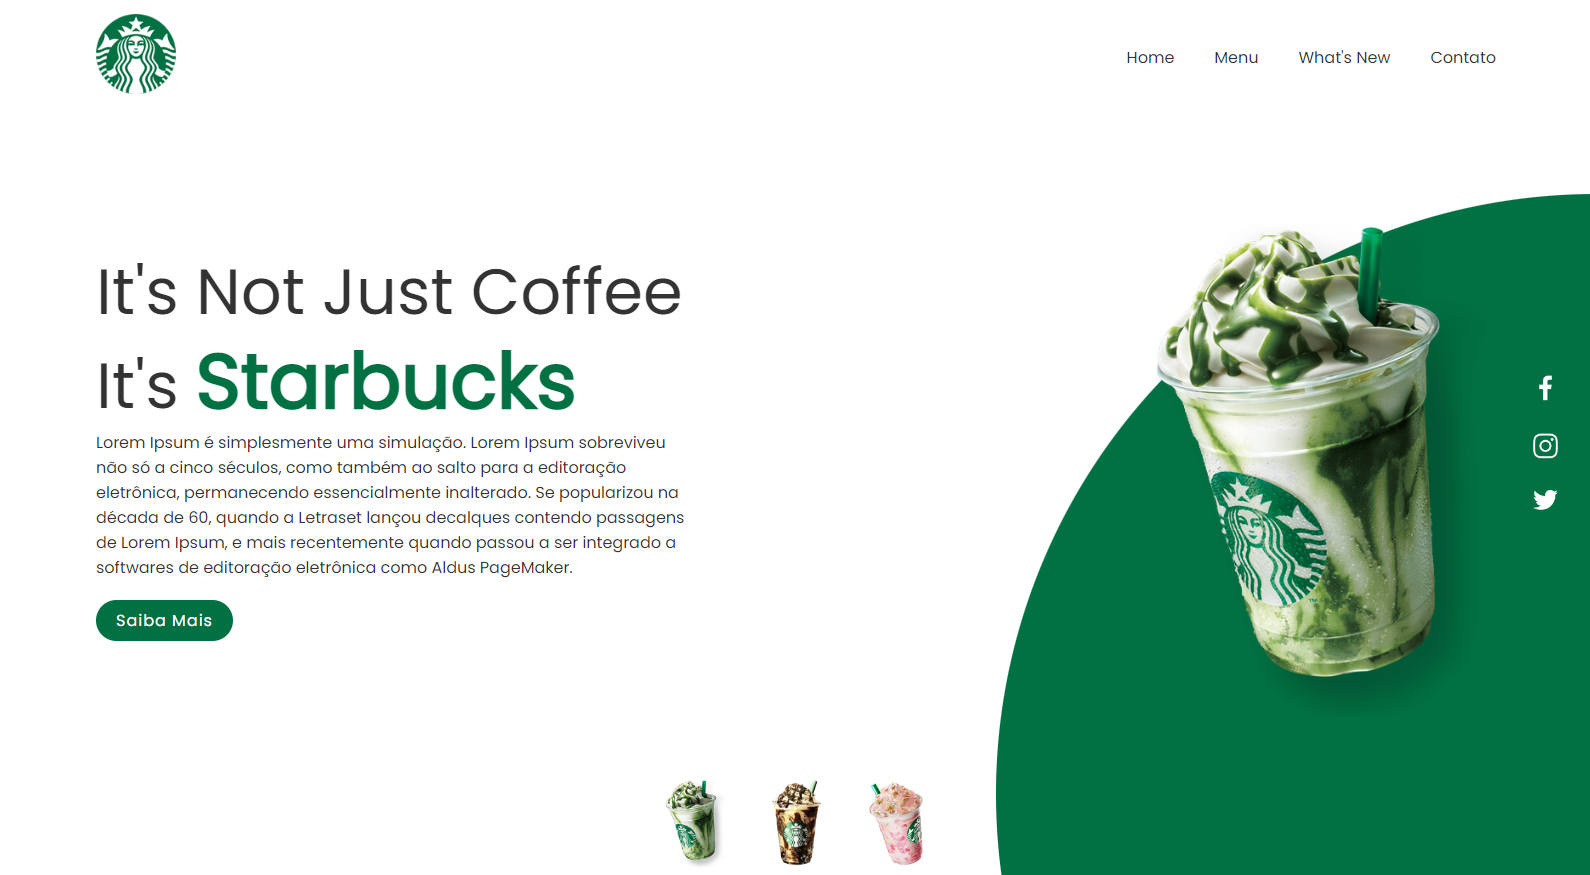 Home Menu What's New Contato
It's Not Just Coffee
It's Starbucks
Lorem Ipsum é simplesmente uma simulação. Lorem Ipsum sobreviveu
não só a cinco séculos, como também ao salto para a editoração
eletrônica, permanecendo essencialmente inalterado. Se popularizou na
década de 60, quando a Letraset lançou decalques contendo passagens
de Lorem Ipsum, e mais recentemente quando passou a ser integrado a
softwares de editoração eletrônica como Aldus PageMaker.
Saiba Mais